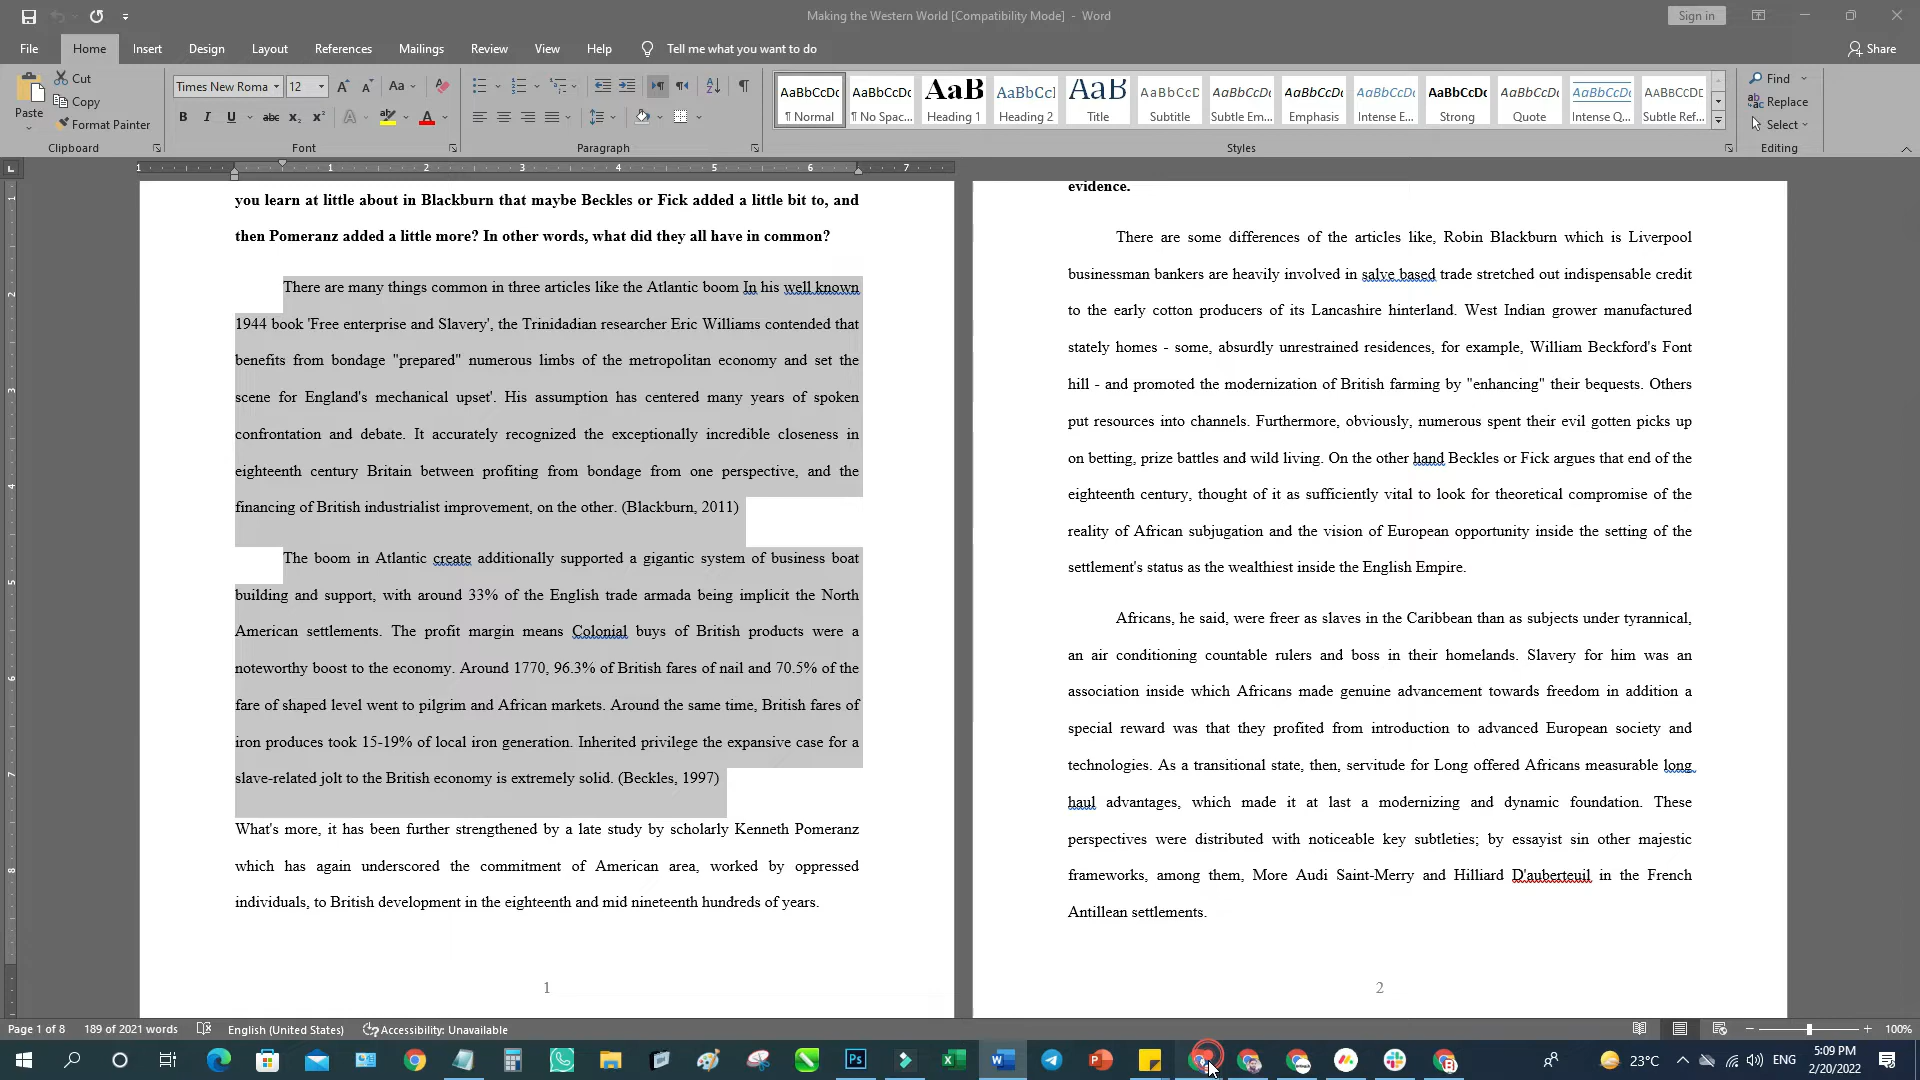 Making the Western World [Compatibility Mode] - Word
Sign in
File Home Insert Design Layout References Mailings Review View Help Tell me what you want to do Share
Paste Cut Copy Format Painter
Times New Roma 12
AaBbCcDc AaBbCcDc AaB AaBbCcI AaB AaBbCcD AaBbCcDc AaBbCcDc AaBbCcDc AaBbCcDc AaBbCcDc AaBbCcDc AABBCCDE
¶ Normal ¶ No Spac... Heading 1 Heading 2 Title Subtitle Subtle Em... Emphasis Intense E... Strong Quote Intense Q... Subtle Ref...
Find
Replace
Select
Clipboard Font Paragraph Styles Editing
1 1 2 3 4 5 6 7
you learn at little about in Blackburn that maybe Beckles or Fick added a little bit to, and
then Pomeranz added a little more? In other words, what did they all have in common?
There are many things common in three articles like the Atlantic boom In his well known
1944 book 'Free enterprise and Slavery', the Trinidadian researcher Eric Williams contended that
benefits from bondage "prepared" numerous limbs of the metropolitan economy and set the
scene for England's mechanical upset'. His assumption has centered many years of spoken
confrontation and debate. It accurately recognized the exceptionally incredible closeness in
eighteenth century Britain between profiting from bondage from one perspective, and the
financing of British industrialist improvement, on the other. (Blackburn, 2011)
The boom in Atlantic create additionally supported a gigantic system of business boat
building and support, with around 33% of the English trade armada being implicit the North
American settlements. The profit margin means Colonial buys of British products were a
noteworthy boost to the economy. Around 1770, 96.3% of British fares of nail and 70.5% of the
fare of shaped level went to pilgrim and African markets. Around the same time, British fares of
iron produces took 15-19% of local iron generation. Inherited privilege the expansive case for a
slave-related jolt to the British economy is extremely solid. (Beckles, 1997)
What's more, it has been further strengthened by a late study by scholarly Kenneth Pomeranz
which has again underscored the commitment of American area, worked by oppressed
individuals, to British development in the eighteenth and mid nineteenth hundreds of years.
1
evidence.
There are some differences of the articles like, Robin Blackburn which is Liverpool
businessman bankers are heavily involved in salve based trade stretched out indispensable credit
to the early cotton producers of its Lancashire hinterland. West Indian grower manufactured
stately homes - some, absurdly unrestrained residences, for example, William Beckford's Font
hill - and promoted the modernization of British farming by "enhancing" their bequests. Others
put resources into channels. Furthermore, obviously, numerous spent their evil gotten picks up
on betting, prize battles and wild living. On the other hand Beckles or Fick argues that end of the
eighteenth century, thought of it as sufficiently vital to look for theoretical compromise of the
reality of African subjugation and the vision of European opportunity inside the setting of the
settlement's status as the wealthiest inside the English Empire.
Africans, he said, were freer as slaves in the Caribbean than as subjects under tyrannical,
an air conditioning countable rulers and boss in their homelands. Slavery for him was an
association inside which Africans made genuine advancement towards freedom in addition a
special reward was that they profited from introduction to advanced European society and
technologies. As a transitional state, then, servitude for Long offered Africans measurable long
haul advantages, which made it at last a modernizing and dynamic foundation. These
perspectives were distributed with noticeable key subtleties; by essayist sin other majestic
frameworks, among them, More Audi Saint-Merry and Hilliard D'auberteuil in the French
Antillean settlements.
2
Page 1 of 8 189 of 2021 words English (United States) Accessibility: Unavailable 100%
23°C ENG 5:09 PM
2/20/2022